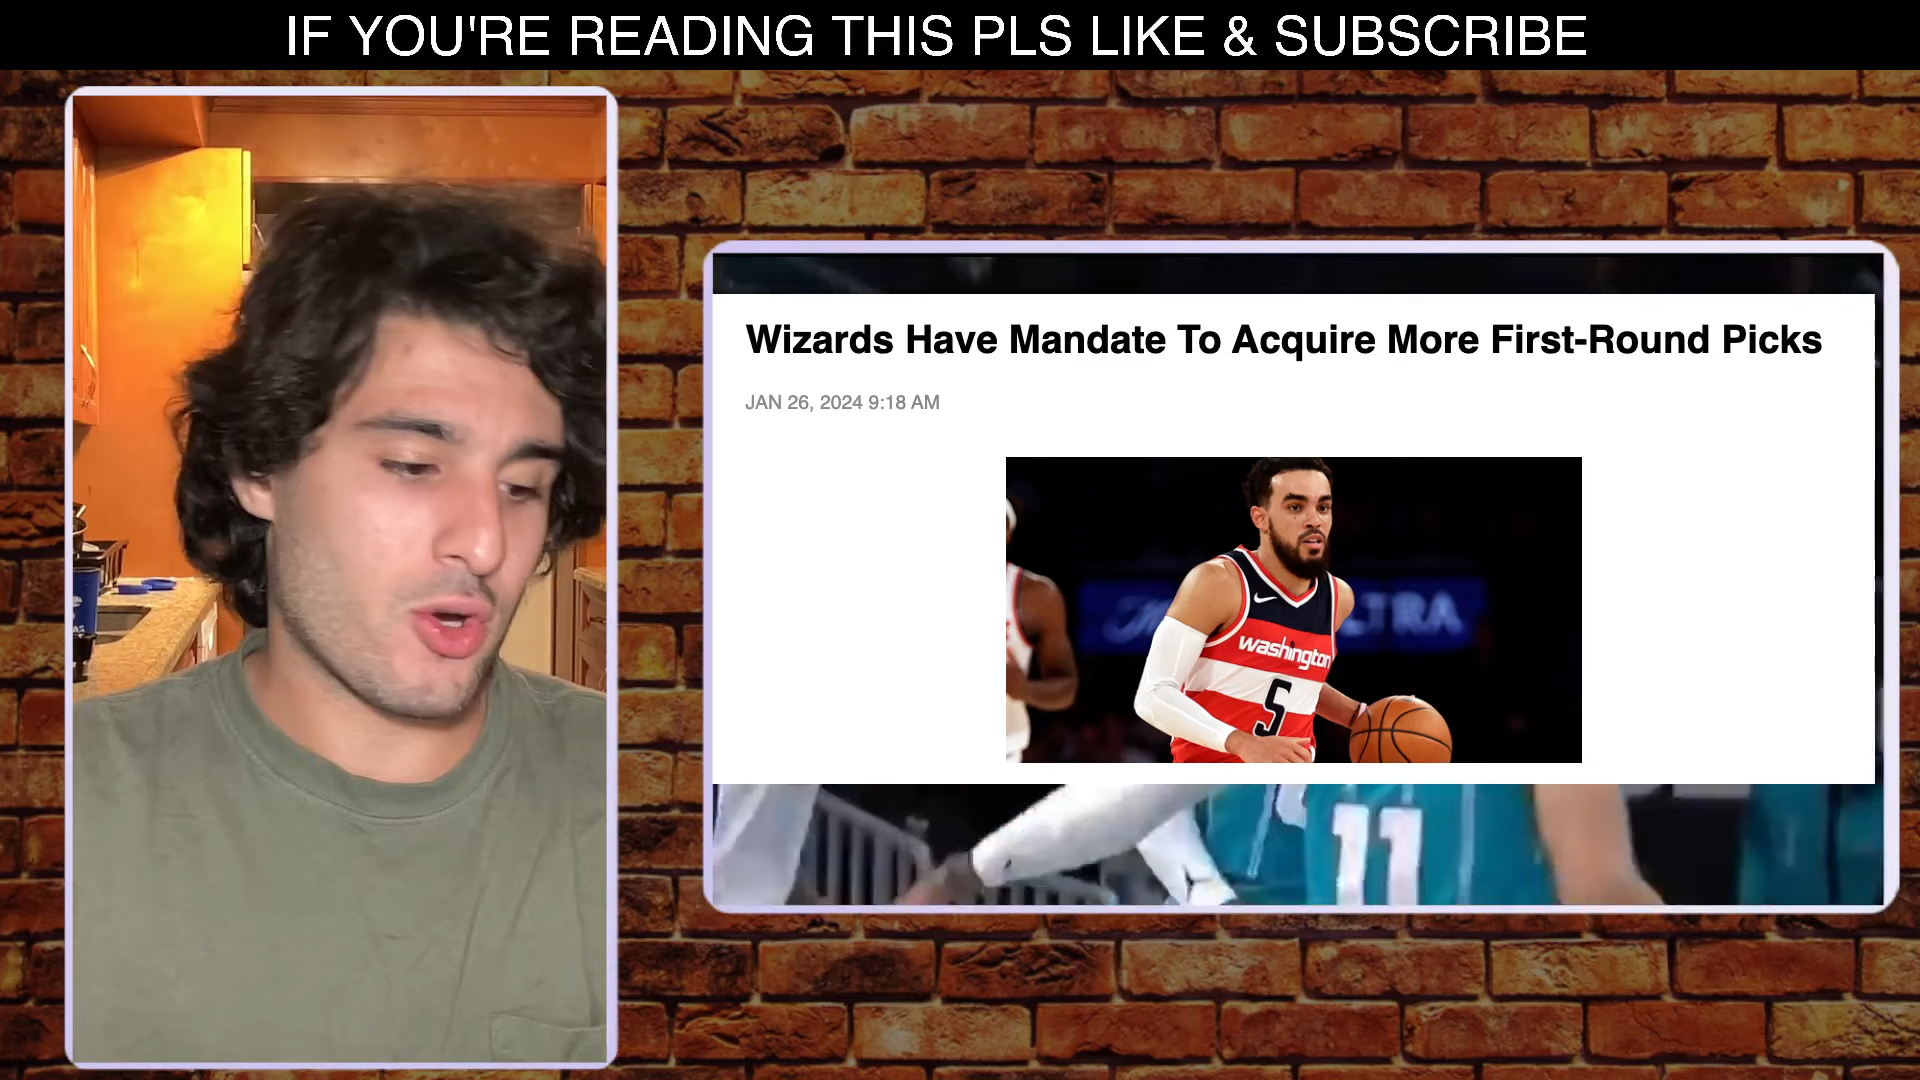 IF YOU'RE READING THIS PLS LIKE & SUBSCRIBE
Wizards Have Mandate To Acquire More First-Round Picks
JAN 26, 2024 9:18 AM
washington
5
11